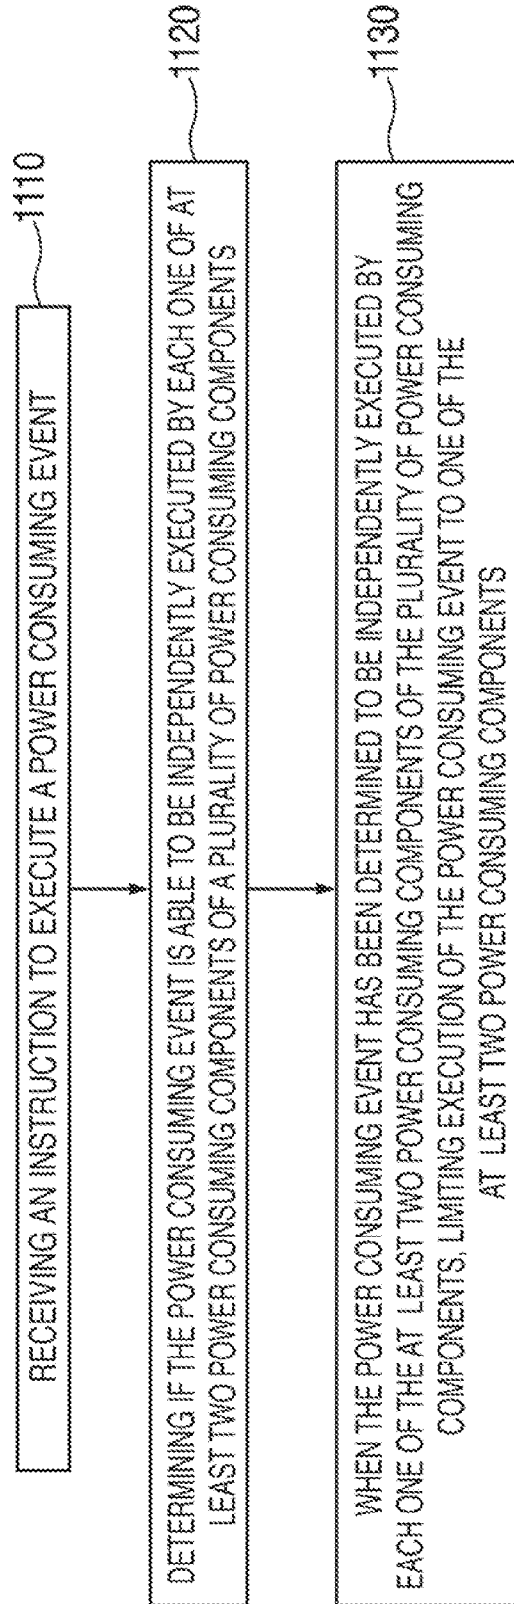 RECEIVING AN INSTRUCTION TO EXECUTE A POWER CONSUMING EVENT
1110
DETERMINING IF THE POWER CONSUMING EVENT IS ABLE TO BE INDEPENDENTLY EXECUTED BY EACH ONE OF AT
LEAST TWO POWER CONSUMING COMPONENTS OF A PLURALITY OF POWER CONSUMING COMPONENTS
1120
WHEN THE POWER CONSUMING EVENT HAS BEEN DETERMINED TO BE INDEPENDENTLY EXECUTED BY
EACH ONE OF THE AT LEAST TWO POWER CONSUMING COMPONENTS OF THE PLURALITY OF POWER CONSUMING
COMPONENTS, LIMITING EXECUTION OF THE POWER CONSUMING EVENT TO ONE OF THE
AT LEAST TWO POWER CONSUMING COMPONENTS
1130